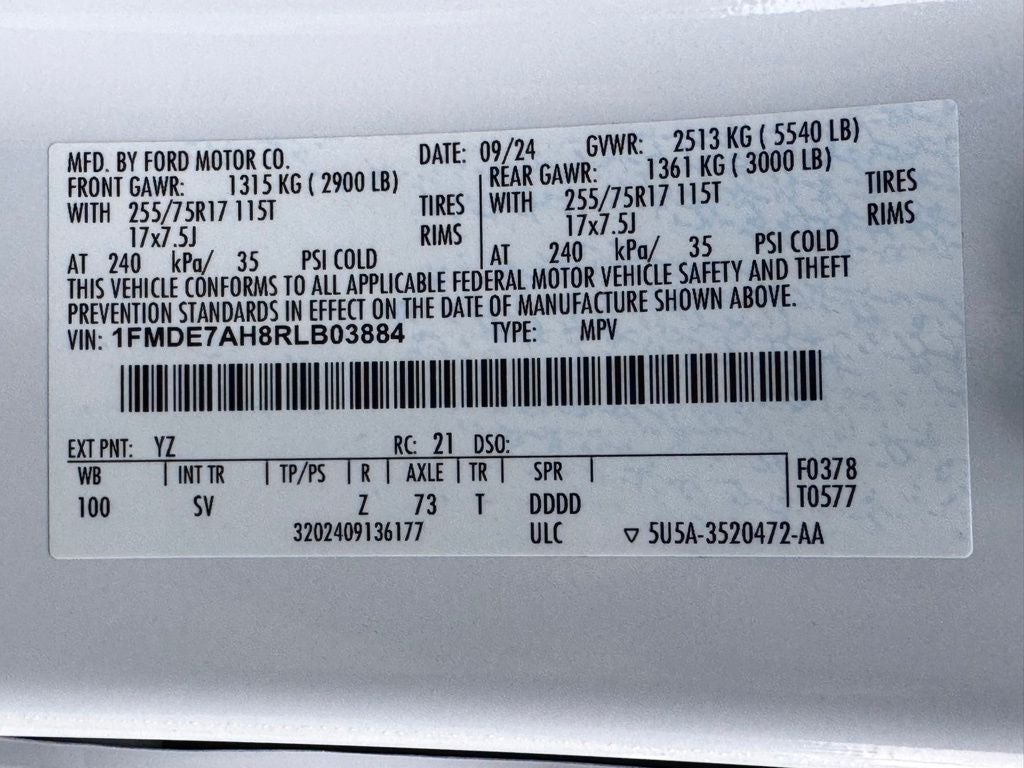 MFD. BY FORD MOTOR CO. DATE: 09/24 GVWR: 2513 KG ( 5540 LB)
FRONT GAWR: 1315 KG ( 2900 LB) REAR GAWR: 1361 KG ( 3000 LB)
WITH 255/75R17 115T TIRES WITH 255/75R17 115T TIRES
17x7.5J RIMS 17x7.5J RIMS
AT 240 kPa/ 35 PSI COLD AT 240 kPa/ 35 PSI COLD
THIS VEHICLE CONFORMS TO ALL APPLICABLE FEDERAL MOTOR VEHICLE SAFETY AND THEFT
PREVENTION STANDARDS IN EFFECT ON THE DATE OF MANUFACTURE SHOWN ABOVE.
VIN: 1FMDE7AH8RLB03884 TYPE: MPV
EXT PNT: YZ RC: 21 DSO:
WB INT TR TP/PS R AXLE TR SPR F0378
100 SV Z 73 T DDDD T0577
3202409136177 ULC ▽ 5U5A-3520472-AA